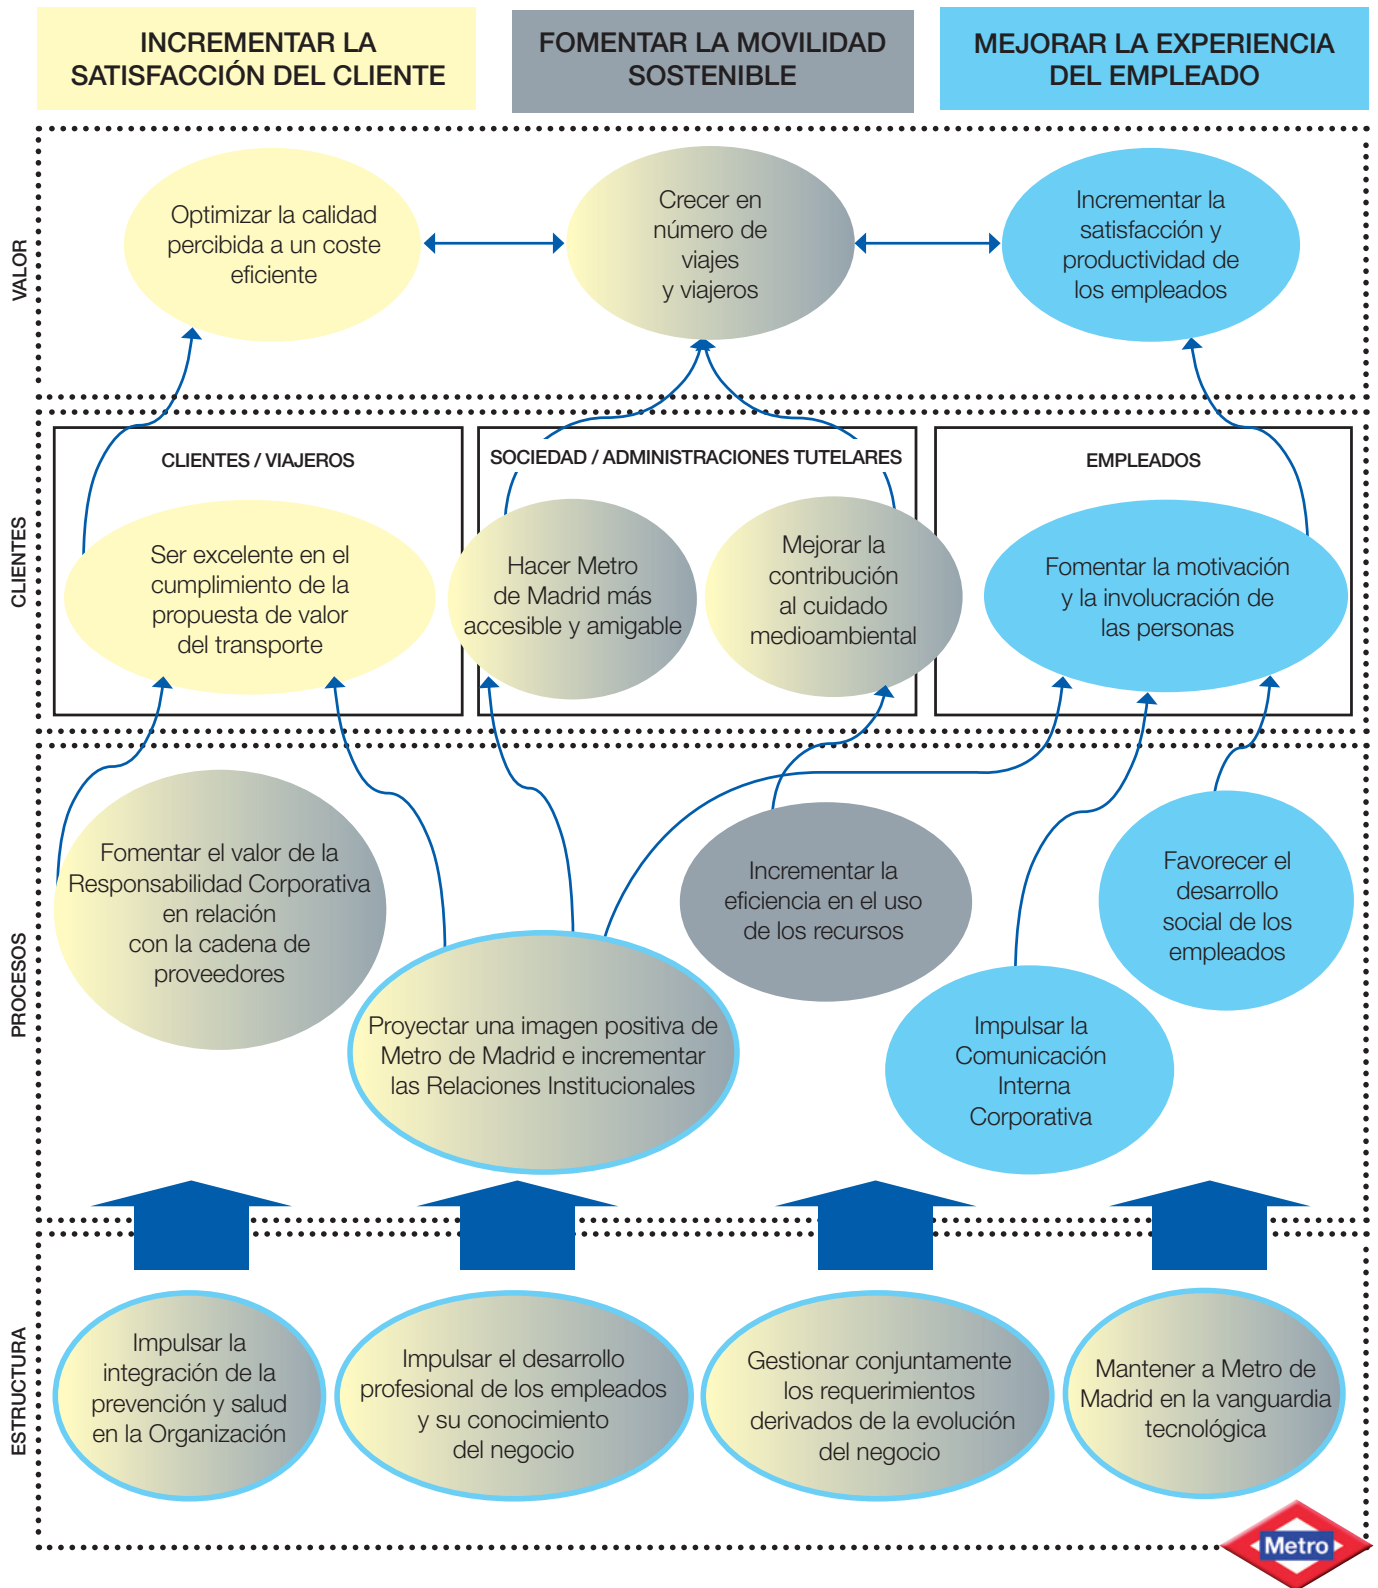 INCREMENTAR LA
SATISFACCIÓN DEL CLIENTE
FOMENTAR LA MOVILIDAD
SOSTENIBLE
MEJORAR LA EXPERIENCIA
DEL EMPLEADO
VALOR
Optimizar la calidad
percibida a un coste
eficiente
Crecer en
número de
viajes
y viajeros
Incrementar la
satisfacción y
productividad de
los empleados
CLIENTES
CLIENTES / VIAJEROS
Ser excelente en el
cumplimiento de la
propuesta de valor
del transporte
SOCIEDAD / ADMINISTRACIONES TUTELARES
Hacer Metro
de Madrid más
accesible y amigable
Mejorar la
contribución
al cuidado
medioambiental
EMPLEADOS
Fomentar la motivación
y la involucración de
las personas
PROCESOS
Fomentar el valor de la
Responsabilidad Corporativa
en relación
con la cadena de
proveedores
Proyectar una imagen positiva de
Metro de Madrid e incrementar
las Relaciones Institucionales
Incrementar la
eficiencia en el uso
de los recursos
Impulsar la
Comunicación
Interna
Corporativa
Favorecer el
desarrollo
social de los
empleados
ESTRUCTURA
Impulsar la
integración de la
prevención y salud
en la Organización
Impulsar el desarrollo
profesional de los empleados
y su conocimiento
del negocio
Gestionar conjuntamente
los requerimientos
derivados de la evolución
del negocio
Mantener a Metro de
Madrid en la vanguardia
tecnológica
Metro